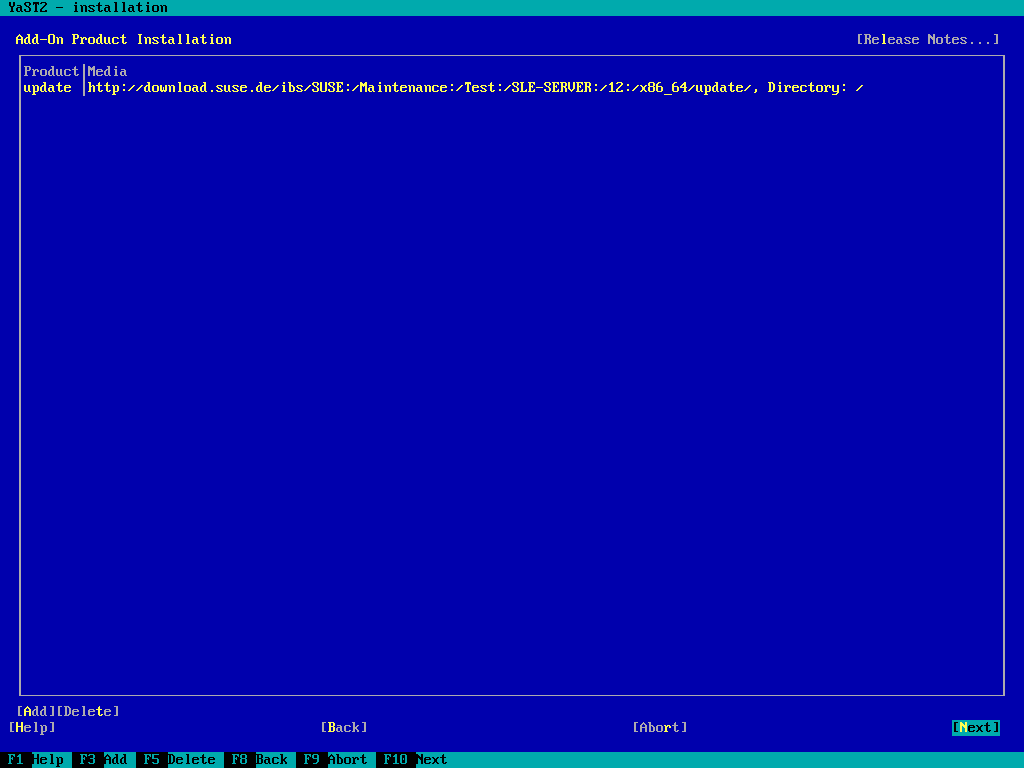 YaST2 - installation
Add-On Product Installation [Release Notes...]
Product|Media
update |http://download.suse.de/ibs/SUSE:/Maintenance:/Test:/SLE-SERVER:/12:/x86_64/update/, Directory: /
[Add][Delete]
[Help] [Back] [Abort] [Next]
F1 Help F3 Add F5 Delete F8 Back F9 Abort F10 Next